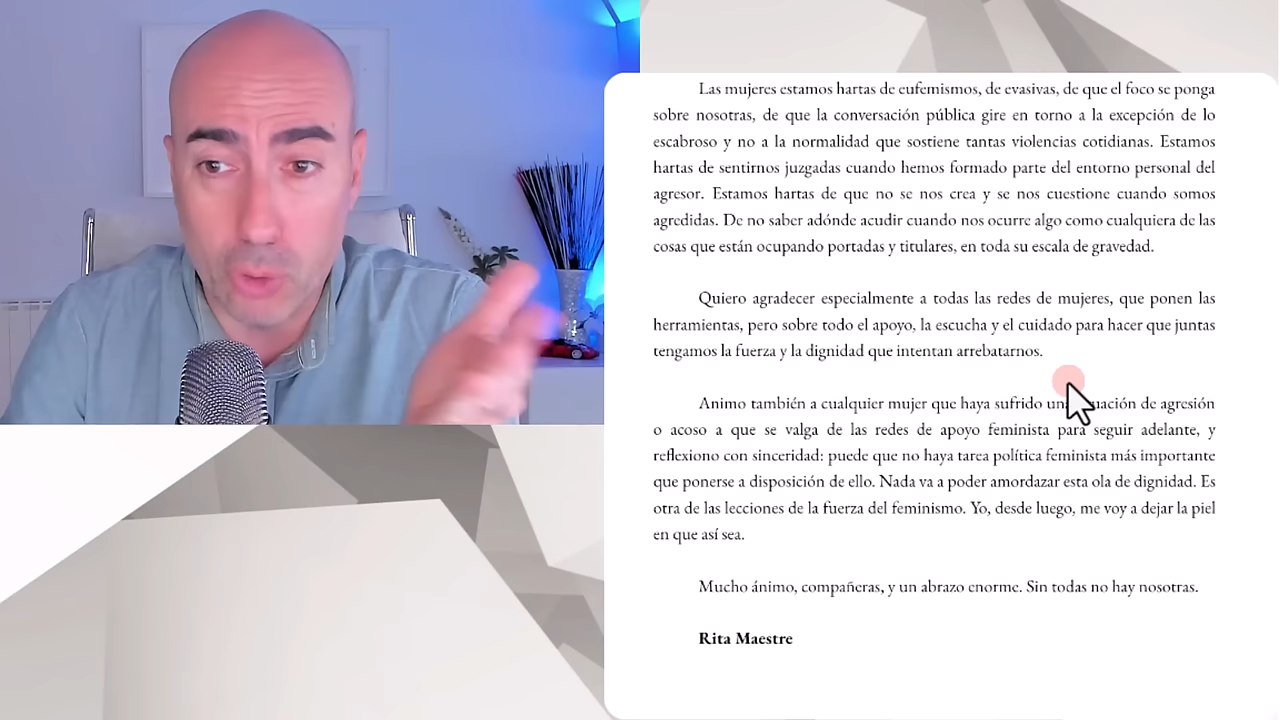 Las mujeres estamos hartas de eufemismos, de evasivas, de que el foco se ponga
sobre nosotras, de que la conversación pública gire en torno a la excepción de lo
escabroso y no a la normalidad que sostiene tantas violencias cotidianas. Estamos
hartas de sentirnos juzgadas cuando hemos formado parte del entorno personal del
agresor. Estamos hartas de que no se nos crea y se nos cuestione cuando somos
agredidas. De no saber adónde acudir cuando nos ocurre algo como cualquiera de las
cosas que están ocupando portadas y titulares, en toda su escala de gravedad.
Quiero agradecer especialmente a todas las redes de mujeres, que ponen las
herramientas, pero sobre todo el apoyo, la escucha y el cuidado para hacer que juntas
tengamos la fuerza y la dignidad que intentan arrebatarnos.
Animo también a cualquier mujer que haya sufrido de agresión
o acoso a que se valga de las redes de apoyo feminista para seguir adelante, y
reflexiono con sinceridad: puede que no haya tarea política feminista más importante
que ponerse a disposición de ello. Nada va a poder amordazar esta ola de dignidad. Es
otra de las lecciones de la fuerza del feminismo. Yo, desde luego, me voy a dejar la piel
en que así sea.
Mucho ánimo, compañeras, y un abrazo enorme. Sin todas no hay nosotras.
Rita Maestre